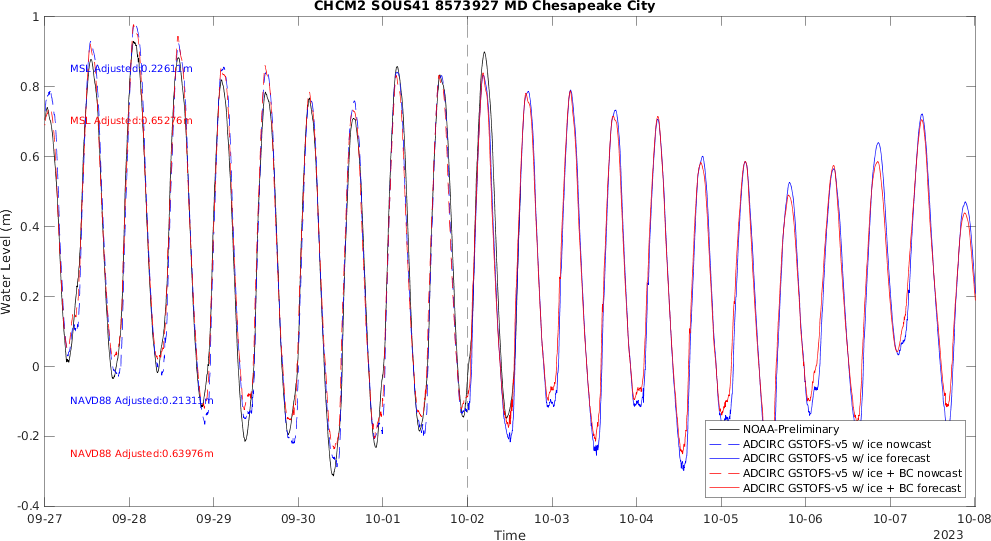 CHCM2 SOUS41 8573927 MD Chesapeake City
1
0.8
0.6
0.4
0.2
0
-0.2
-0.4
Water Level (m)
MSL Adjusted:0.22611m
MSL Adjusted:0.65276m
NAVD88 Adjusted:0.21311m
NAVD88 Adjusted:0.63976m
NOAA-Preliminary
ADCIRC GSTOFS-v5 w/ ice nowcast
ADCIRC GSTOFS-v5 w/ ice forecast
ADCIRC GSTOFS-v5 w/ ice + BC nowcast
ADCIRC GSTOFS-v5 w/ ice + BC forecast
09-27 09-28 09-29 09-30 10-01 10-02 10-03 10-04 10-05 10-06 10-07 10-08
Time
2023